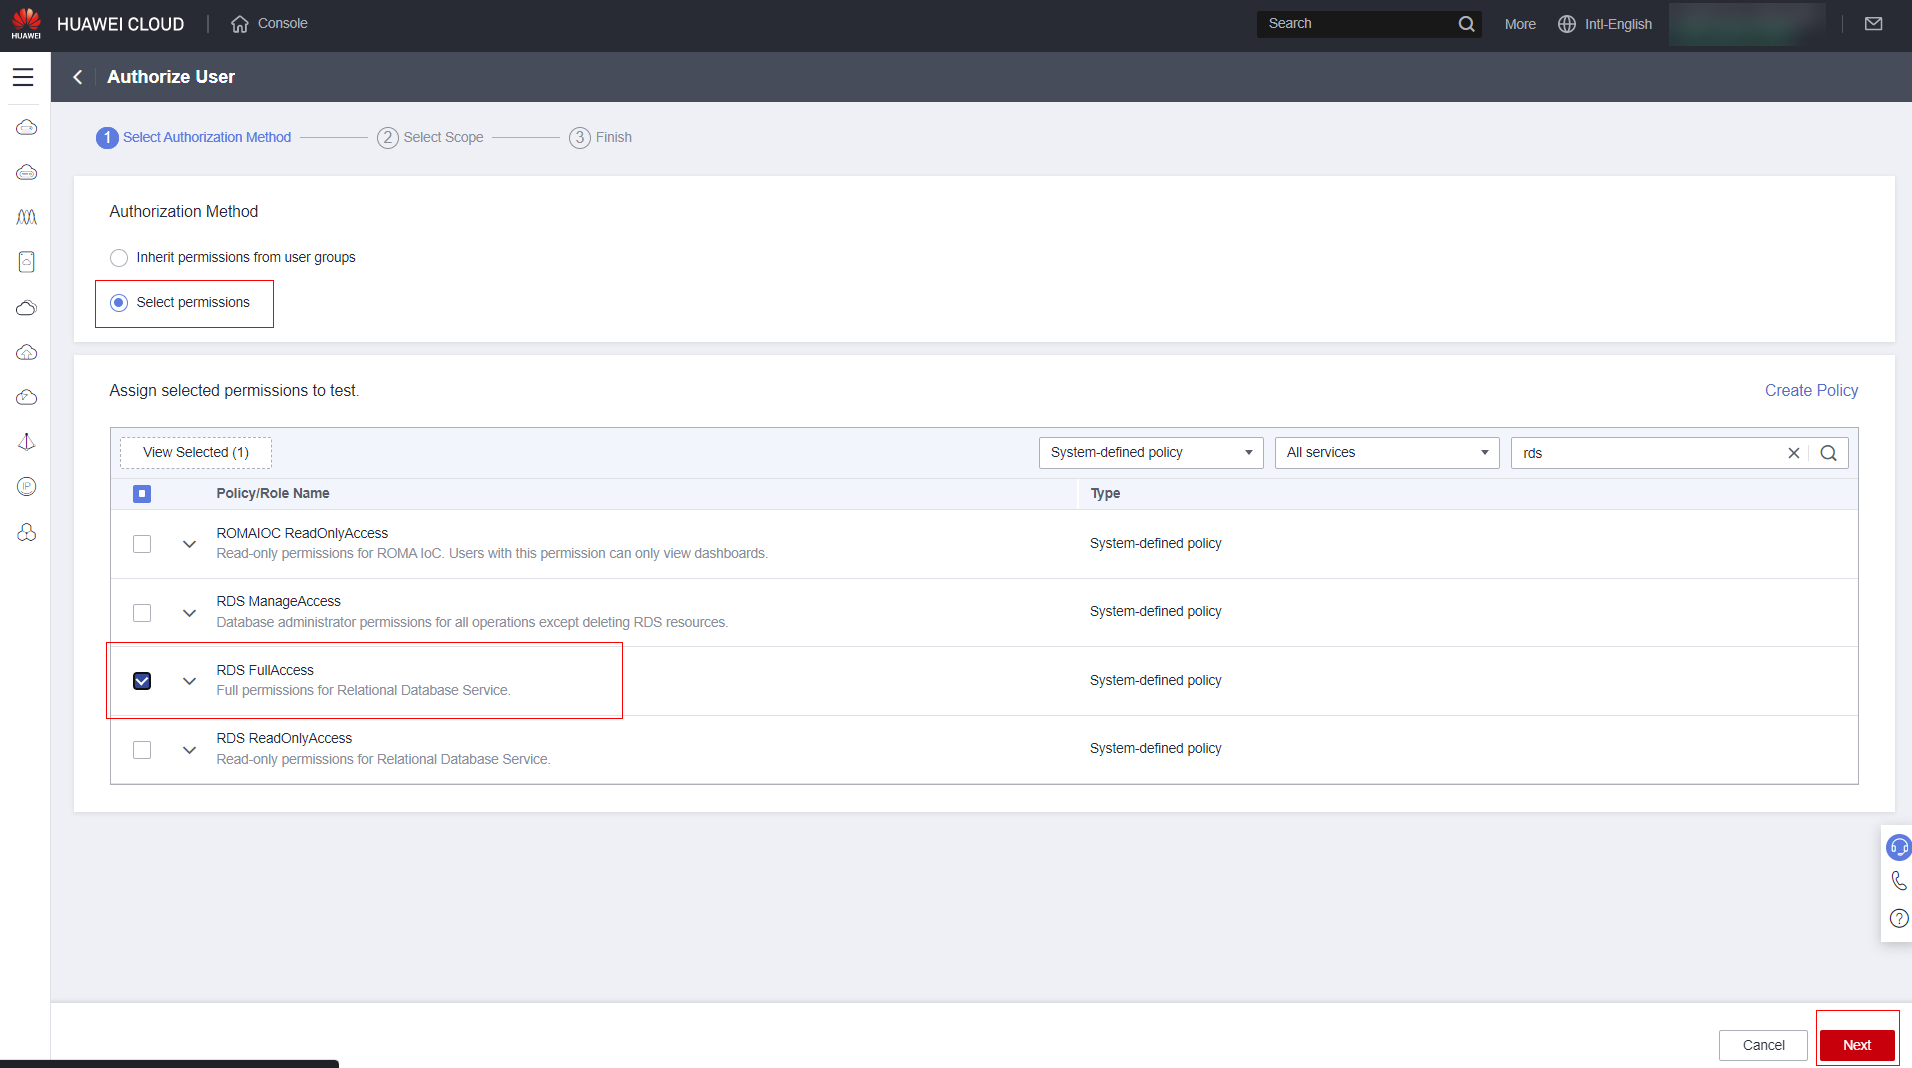 HUAWEI
HUAWEI CLOUD
Console
Search
More
Intl-English
Authorize User
1 Select Authorization Method
2 Select Scope
3 Finish
Authorization Method
Inherit permissions from user groups
Select permissions
Assign selected permissions to test.
Create Policy
View Selected (1)
System-defined policy
All services
rds
Policy/Role Name
Type
ROMAIOC ReadOnlyAccess
Read-only permissions for ROMA IoC. Users with this permission can only view dashboards.
System-defined policy
RDS ManageAccess
Database administrator permissions for all operations except deleting RDS resources.
System-defined policy
RDS FullAccess
Full permissions for Relational Database Service.
System-defined policy
RDS ReadOnlyAccess
Read-only permissions for Relational Database Service.
System-defined policy
IP
Cancel
Next